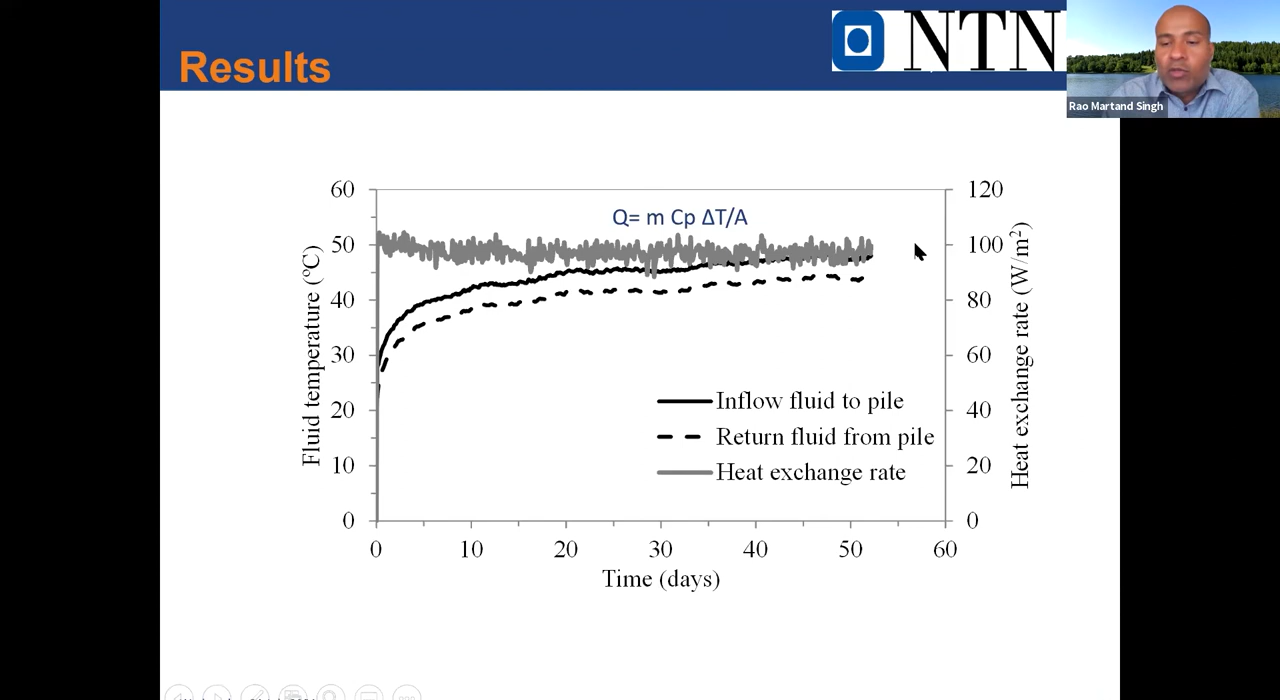 Results
NTN
Rao Martand Singh
Q= m Cp ΔT/A
60
50
40
30
20
10
0
Fluid temperature (°C)
120
100
80
60
40
20
0
Heat exchange rate (W/m²)
Inflow fluid to pile
Return fluid from pile
Heat exchange rate
0 10 20 30 40 50 60
Time (days)